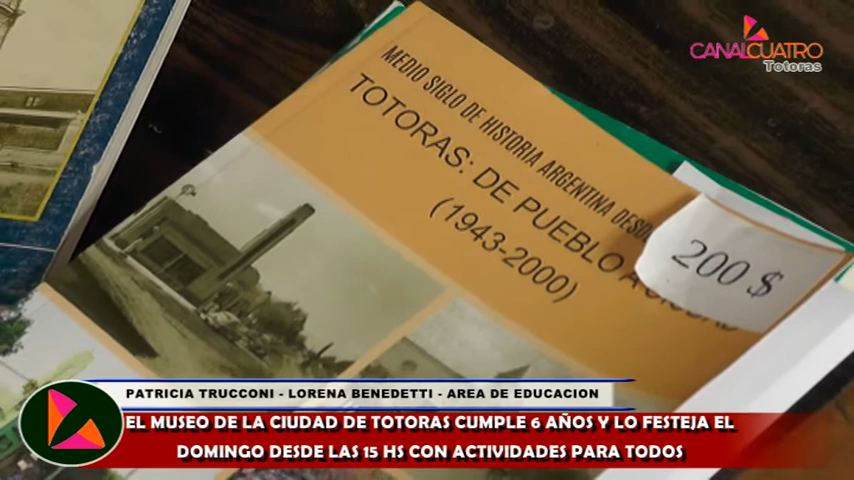 CANALCUATRO
Totoras
MEDIO SIGLO DE HISTORIA ARGENTINA
TOTORAS: DE PUEBLO A
(1943-2000)
200 $
PATRICIA TRUCCONI - LORENA BENEDETTI - AREA DE EDUCACION
EL MUSEO DE LA CIUDAD DE TOTORAS CUMPLE 6 AÑOS Y LO FESTEJA EL
DOMINGO DESDE LAS 15 HS CON ACTIVIDADES PARA TODOS